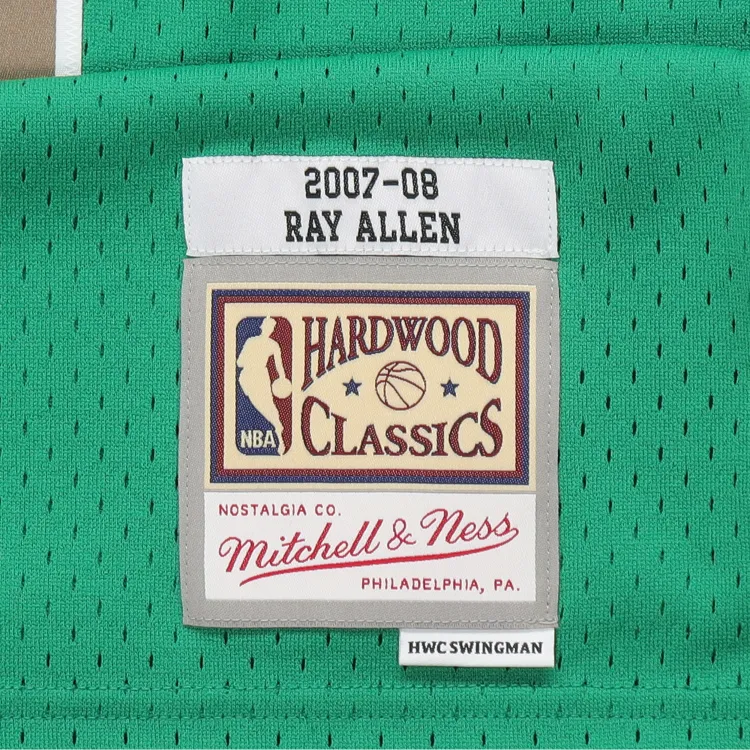 2007-08
RAY ALLEN
HARDWOOD
CLASSICS
NBA
NOSTALGIA CO.
Mitchell & Ness
PHILADELPHIA, PA.
HWC SWINGMAN